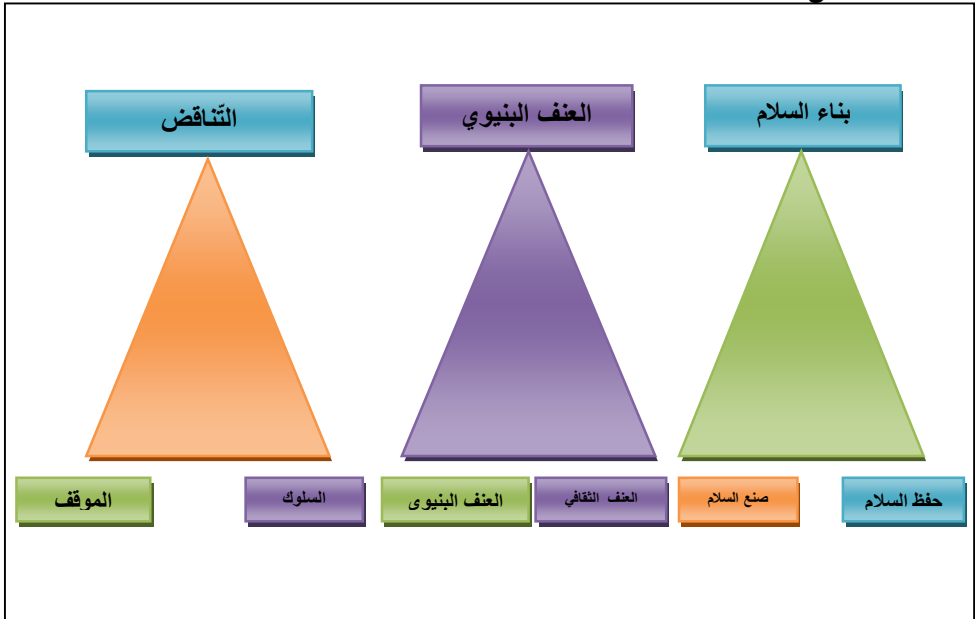 بناء السلام
العنف البنيوي
التّناقض
حفظ السلام
صنع السلام
العنف الثقافي
العنف البنيوى
السلوك
الموقف